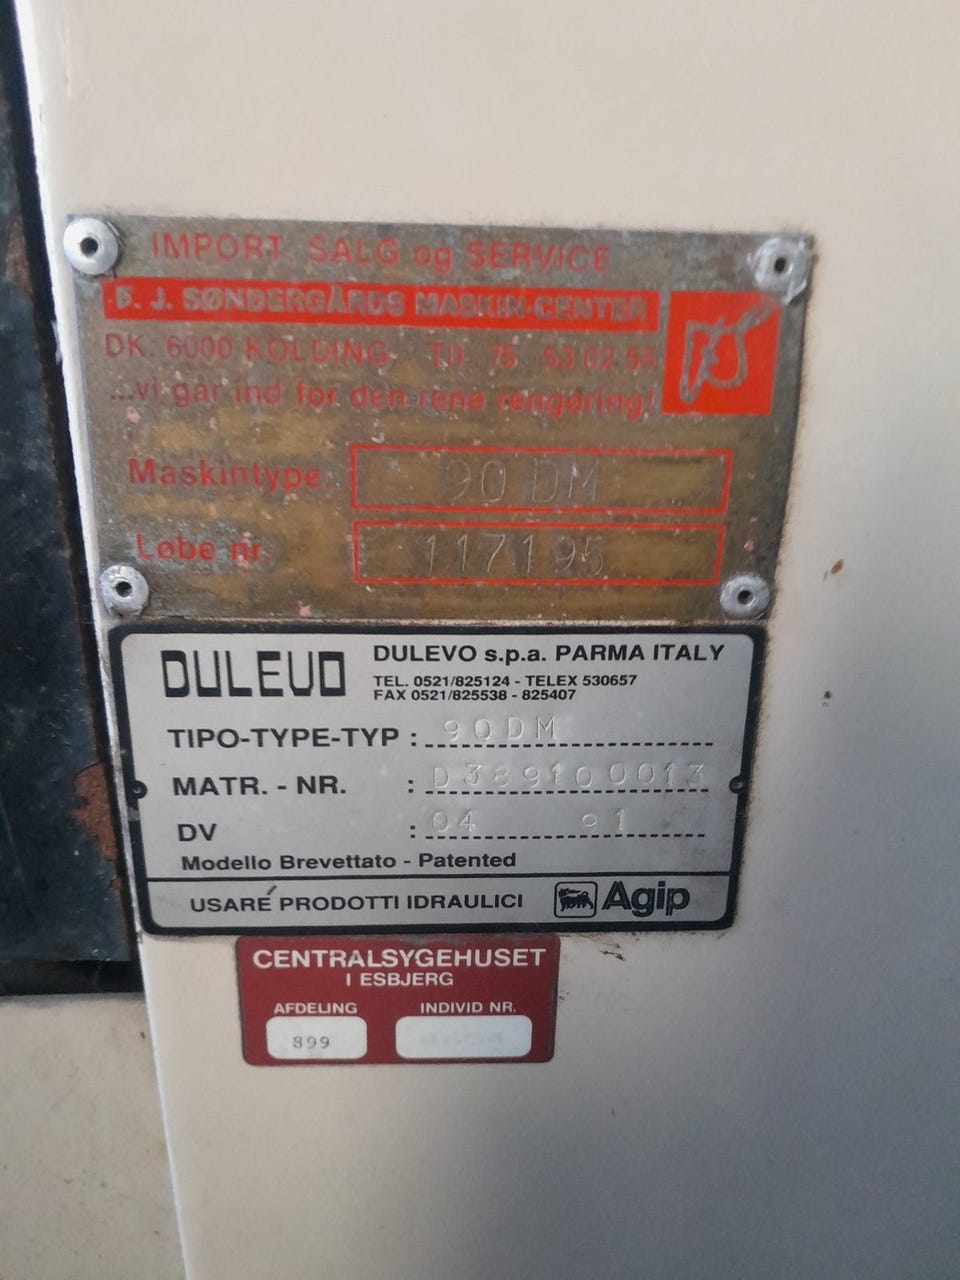 IMPORT SALG og SERVICE
J. SØNDERGÅRDS MASKIN-CENTER
DK. 6000 KOLDING Tlf. 75 53 02 55
...vi går ind for den rene rengøring!
Maskintype 90 DM
Løbe nr. 117195
DULEVO
DULEVO s.p.a. PARMA ITALY
TEL. 0521/825124 - TELEX 530657
FAX 0521/825538 - 825407
TIPO-TYPE-TYP : 90DM
MATR. - NR. : D389100013
DV : 04 91
Modello Brevettato - Patented
USARÉ PRODOTTI IDRAULICI Agip
CENTRALSYGEHUSET
I ESBJERG
AFDELING INDIVID NR.
899